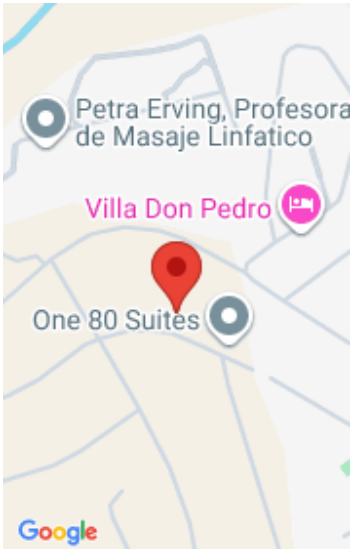 Petra Erving, Profesora
de Masaje Linfatico
Villa Don Pedro
One 80 Suites
Google